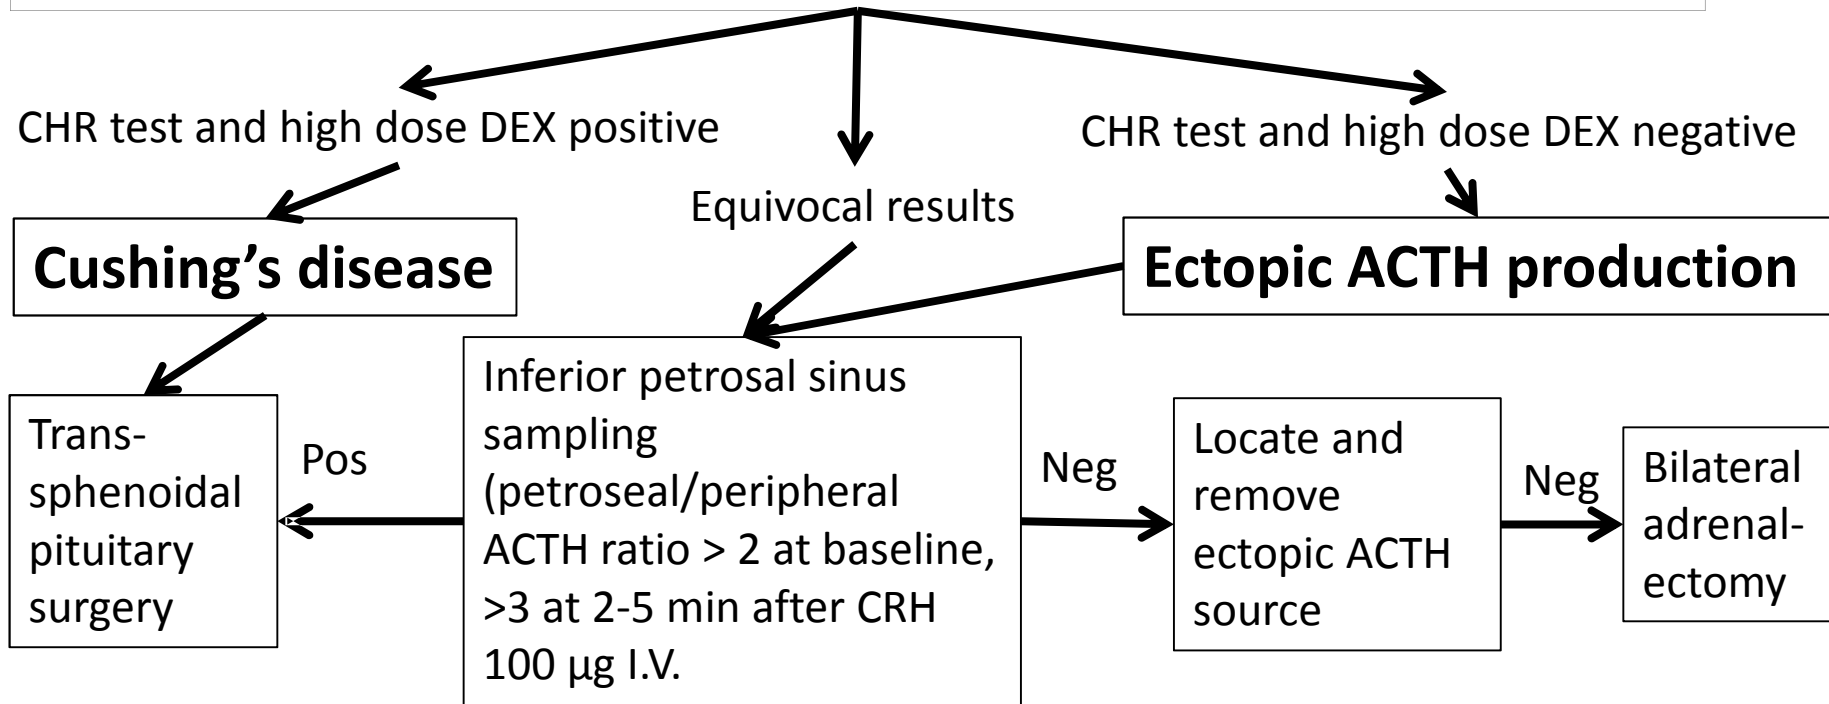 CHR test and high dose DEX positive
CHR test and high dose DEX negative
Equivocal results
Cushing’s disease
Ectopic ACTH production
Trans-
sphenoidal
pituitary
surgery
Pos
Inferior petrosal sinus
sampling
(petroseal/peripheral
ACTH ratio > 2 at baseline,
>3 at 2-5 min after CRH
100 µg I.V.
Neg
Locate and
remove
ectopic ACTH
source
Neg
Bilateral
adrenal-
ectomy